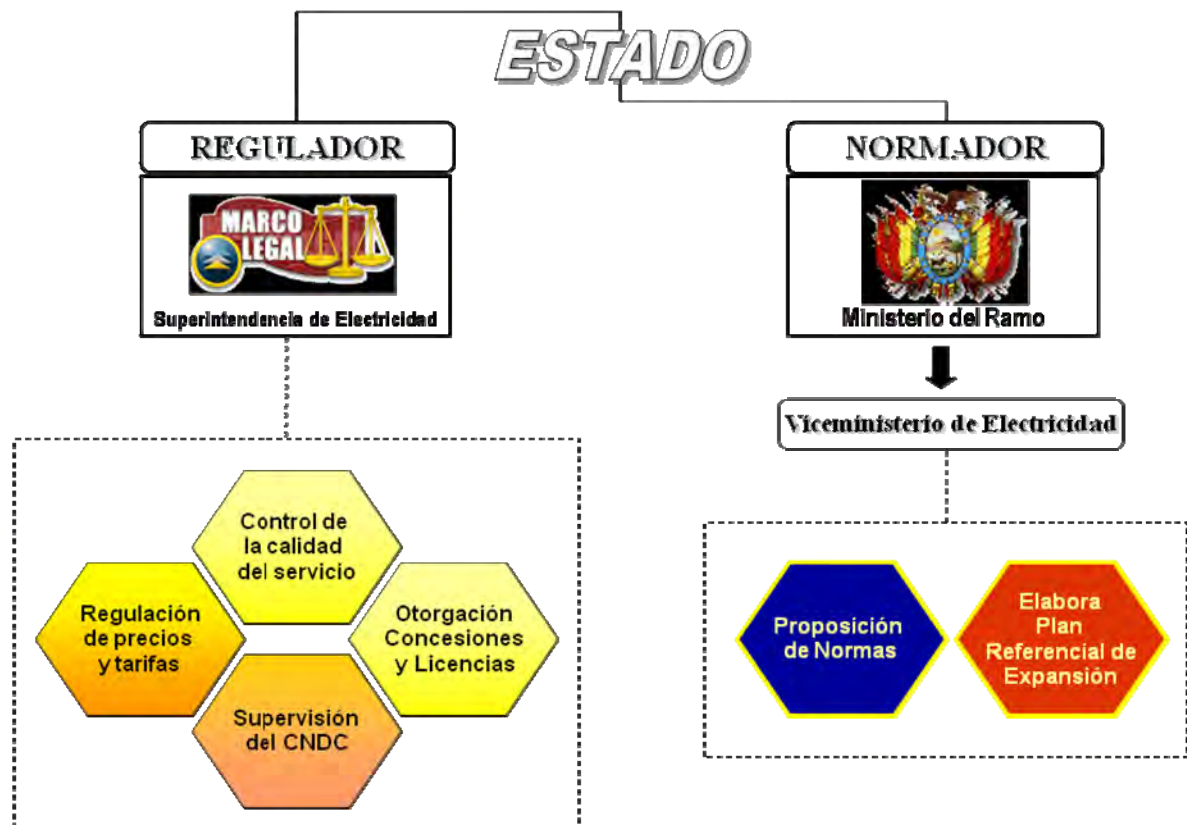 ESTADO
REGULADOR
MARCO
LEGAL
Superintendencia de Electricidad
NORMADOR
Ministerio del Ramo
Viceministerio de Electricidad
Control de
la calidad
del servicio
Regulación
de precios
y tarifas
Otorgación
Concesiones
y Licencias
Supervisión
del CNDC
Proposición
de Normas
Elabora
Plan
Referencial de
Expansión